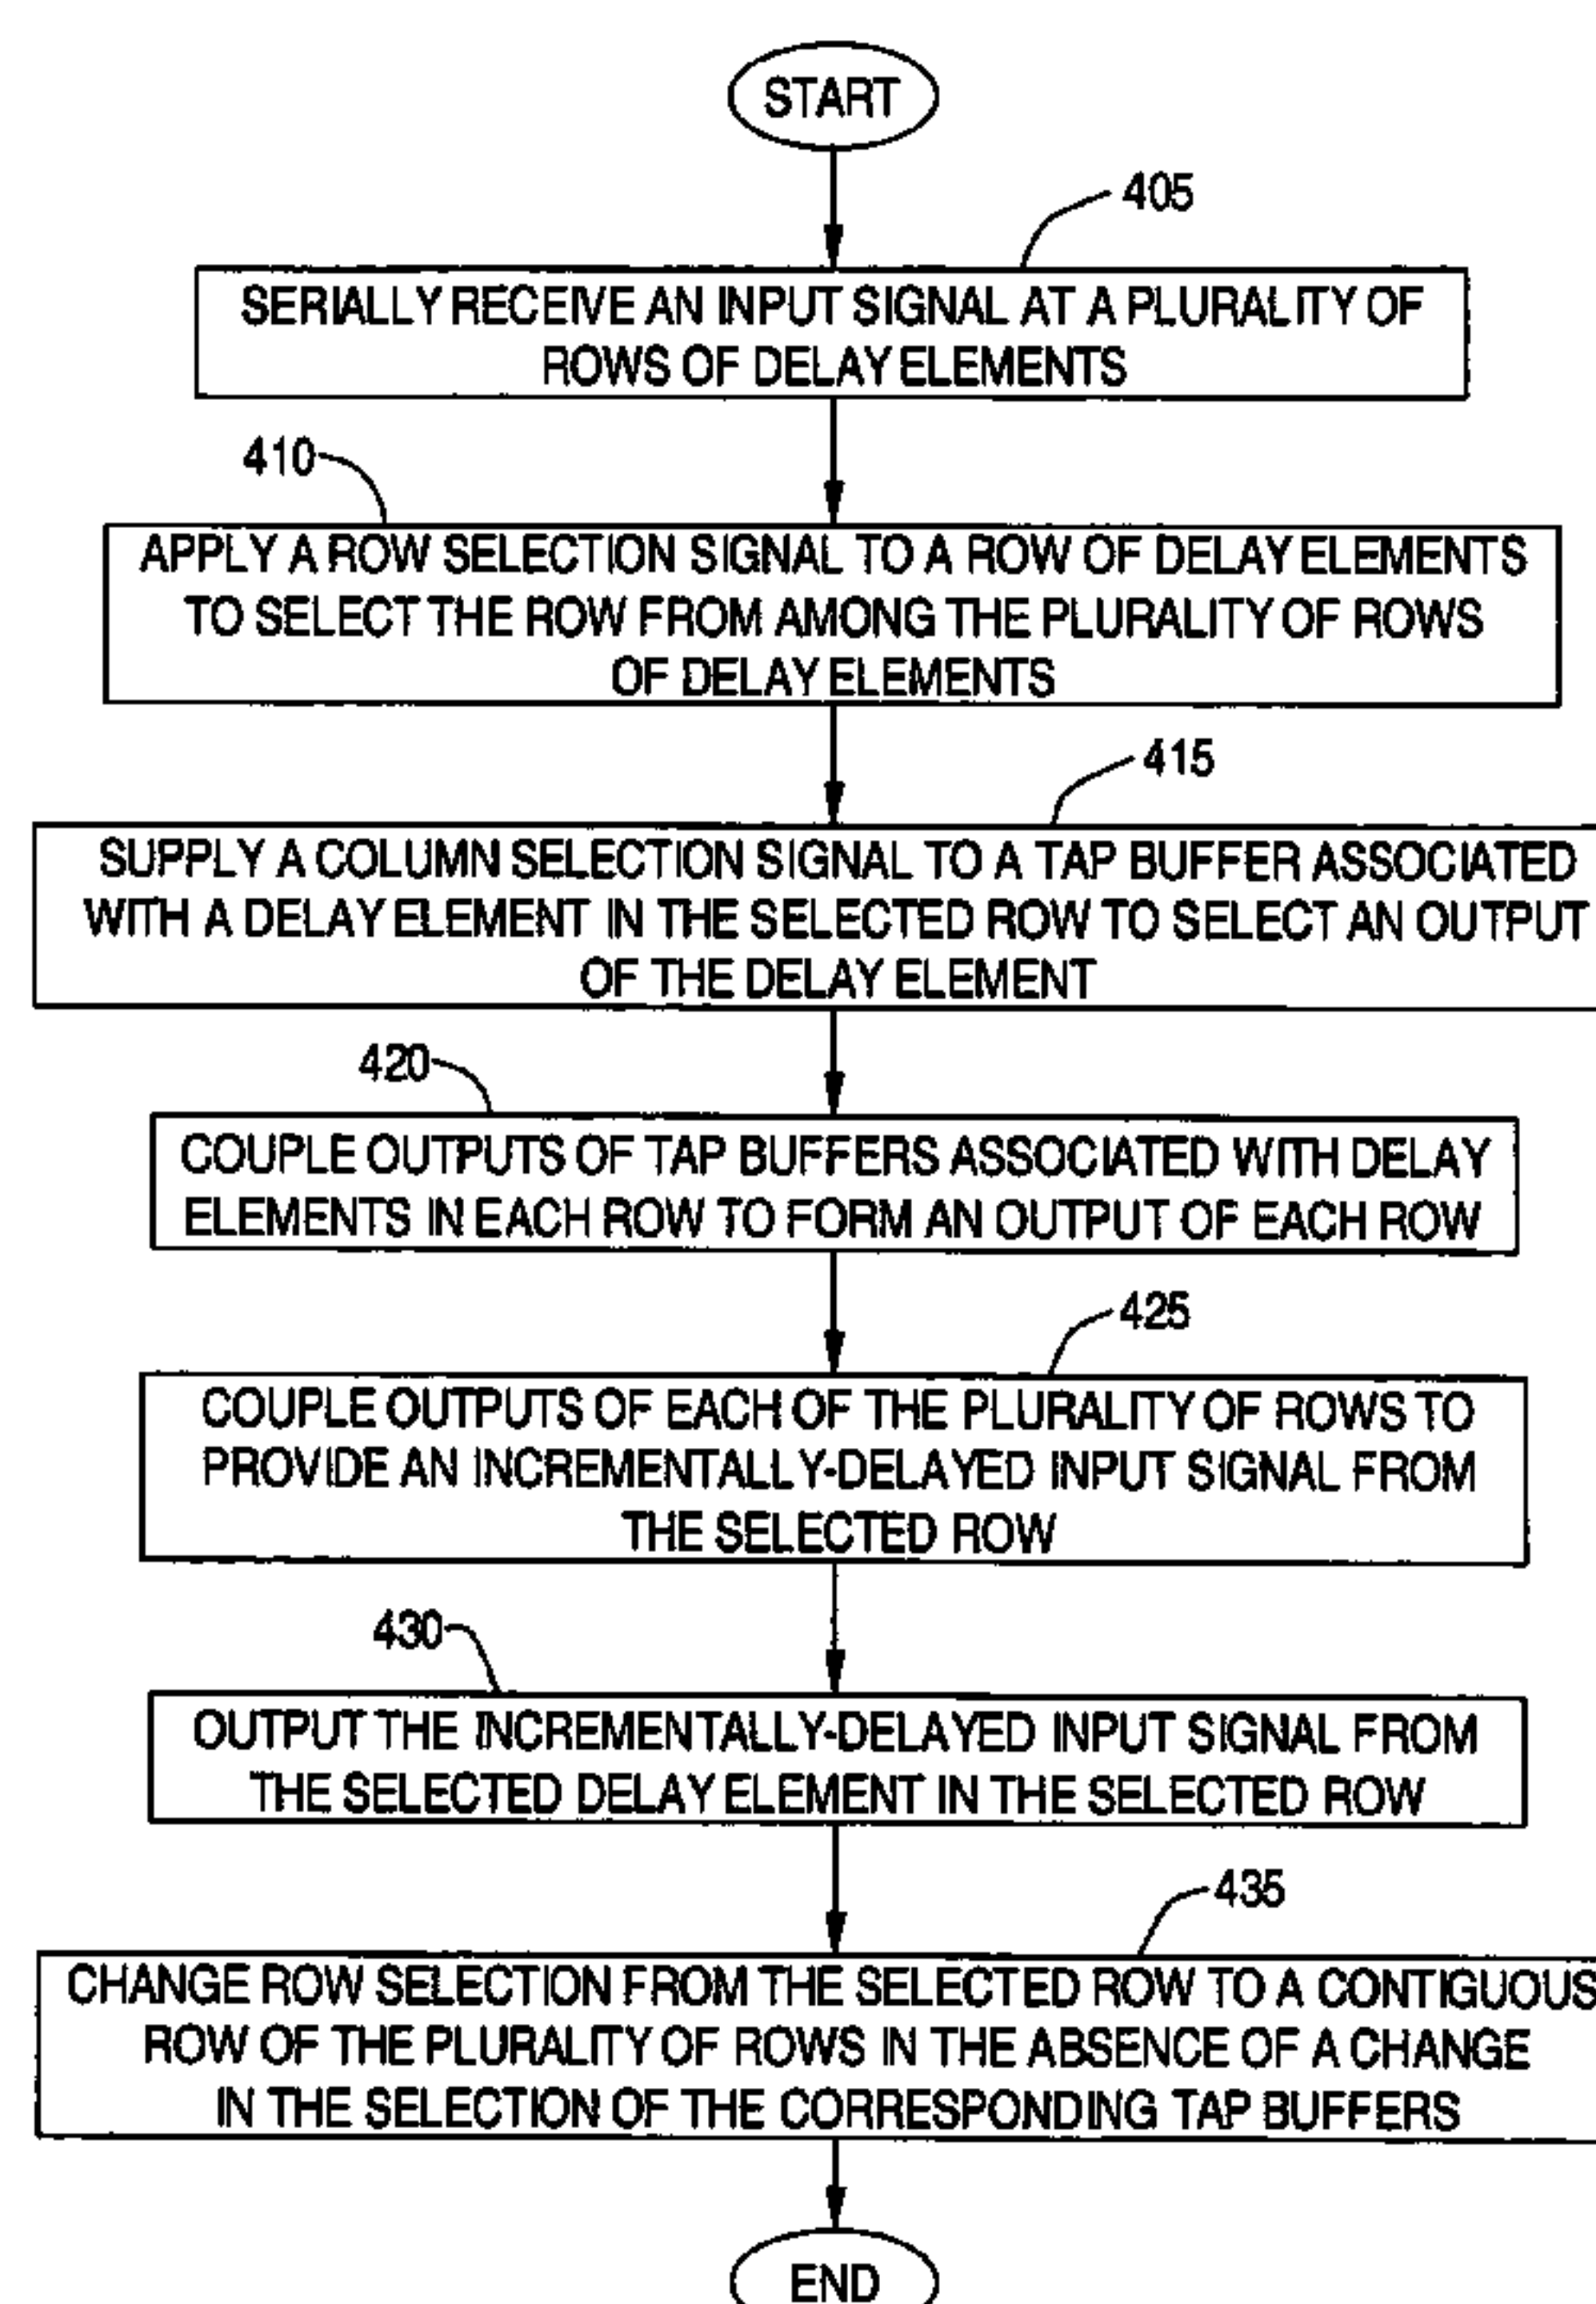 START
405
SERIALLY RECEIVE AN INPUT SIGNAL AT A PLURALITY OF
ROWS OF DELAY ELEMENTS
410
APPLY A ROW SELECTION SIGNAL TO A ROW OF DELAY ELEMENTS
TO SELECT THE ROW FROM AMONG THE PLURALITY OF ROWS
OF DELAY ELEMENTS
415
SUPPLY A COLUMN SELECTION SIGNAL TO A TAP BUFFER ASSOCIATED
WITH A DELAY ELEMENT IN THE SELECTED ROW TO SELECT AN OUTPUT
OF THE DELAY ELEMENT
420
COUPLE OUTPUTS OF TAP BUFFERS ASSOCIATED WITH DELAY
ELEMENTS IN EACH ROW TO FORM AN OUTPUT OF EACH ROW
425
COUPLE OUTPUTS OF EACH OF THE PLURALITY OF ROWS TO
PROVIDE AN INCREMENTALLY-DELAYED INPUT SIGNAL FROM
THE SELECTED ROW
430
OUTPUT THE INCREMENTALLY-DELAYED INPUT SIGNAL FROM
THE SELECTED DELAY ELEMENT IN THE SELECTED ROW
435
CHANGE ROW SELECTION FROM THE SELECTED ROW TO A CONTIGUOUS
ROW OF THE PLURALITY OF ROWS IN THE ABSENCE OF A CHANGE
IN THE SELECTION OF THE CORRESPONDING TAP BUFFERS
END